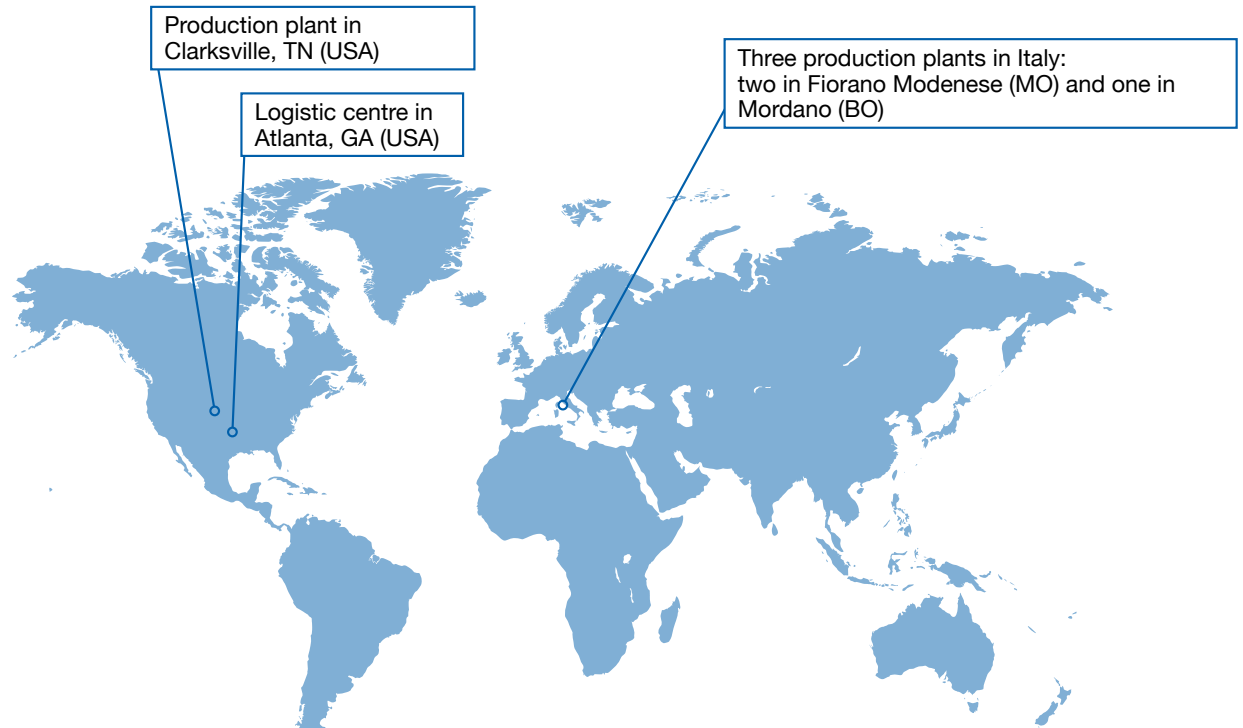 Production plant in
Clarksville, TN (USA)
Logistic centre in
Atlanta, GA (USA)
Three production plants in Italy:
two in Fiorano Modenese (MO) and one in
Mordano (BO)